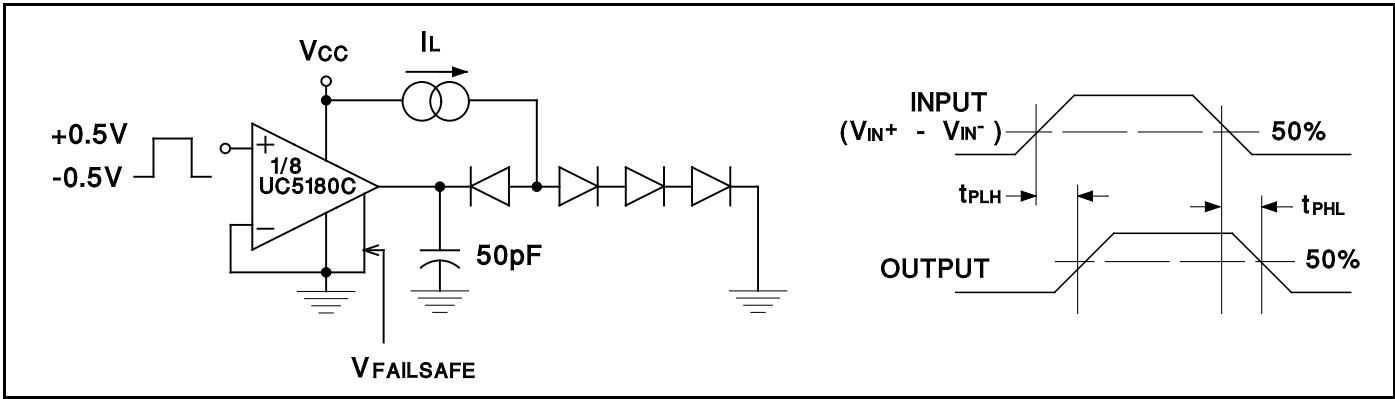 VCC
IL
+0.5V
-0.5V
+
1/8
UC5180C
-
50pF
VFAILSAFE
INPUT
(VIN+ - VIN-)
50%
tPLH
tPHL
OUTPUT
50%